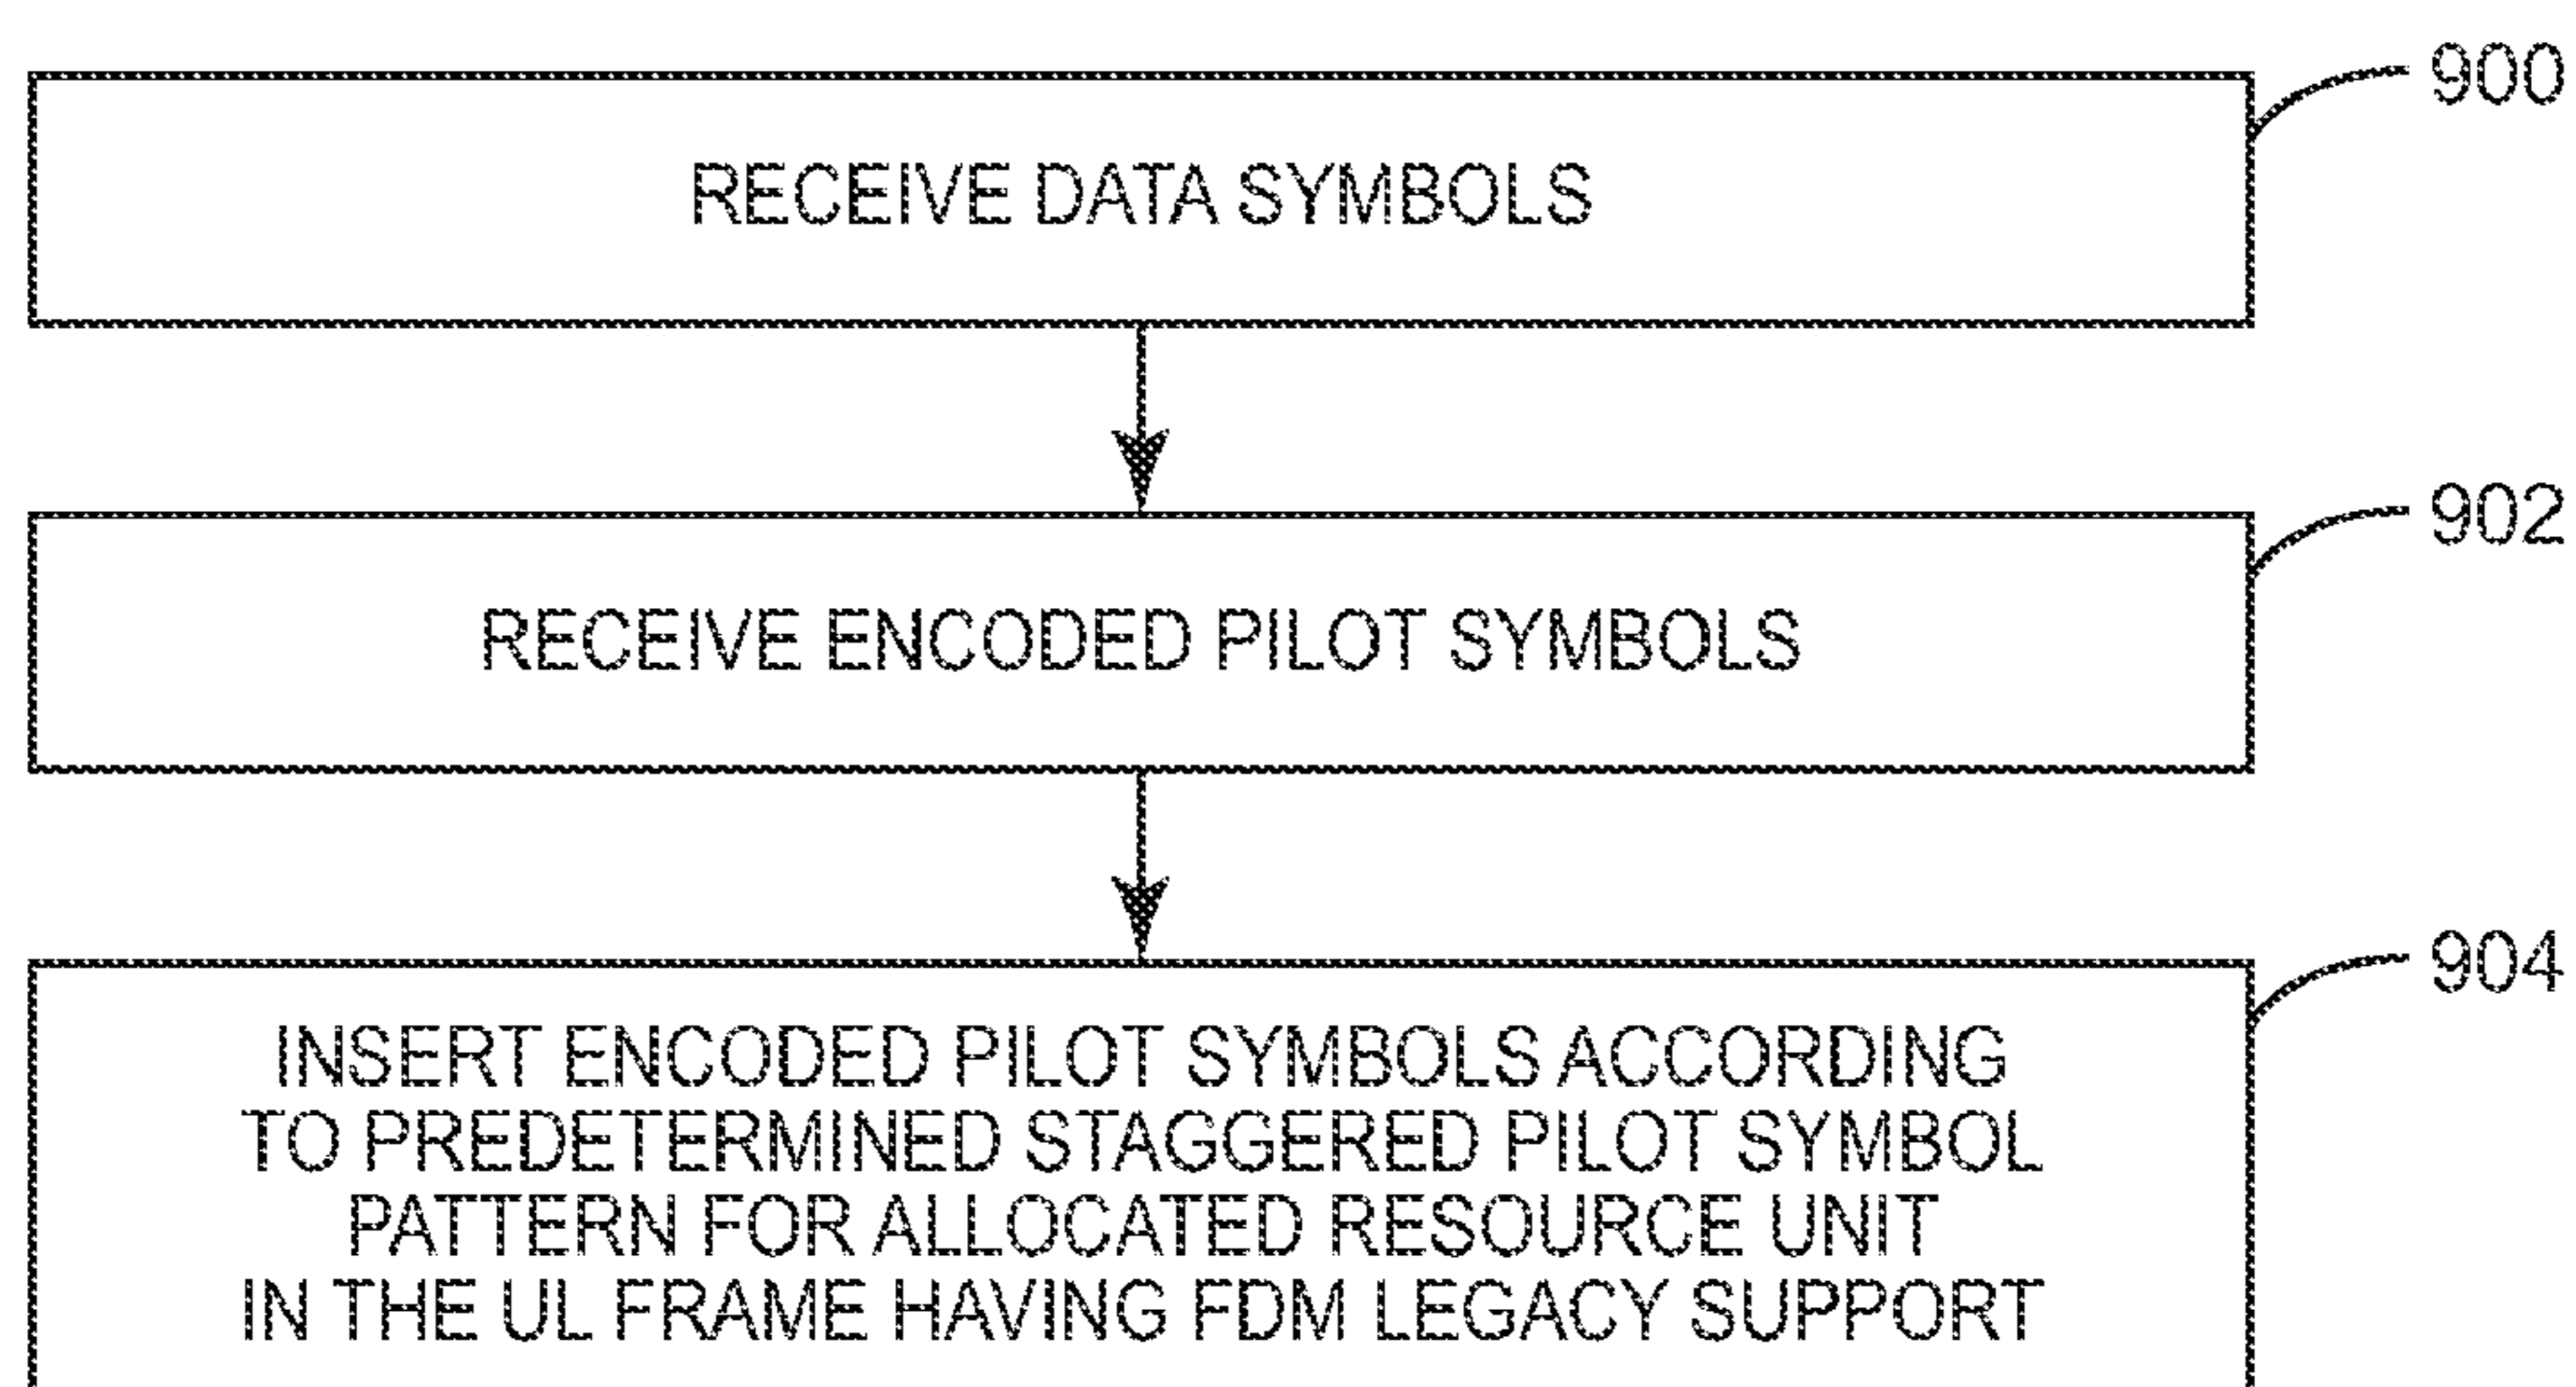 900
RECEIVE DATA SYMBOLS
902
RECEIVE ENCODED PILOT SYMBOLS
904
INSERT ENCODED PILOT SYMBOLS ACCORDING
TO PREDETERMINED STAGGERED PILOT SYMBOL
PATTERN FOR ALLOCATED RESOURCE UNIT
IN THE UL FRAME HAVING FDM LEGACY SUPPORT